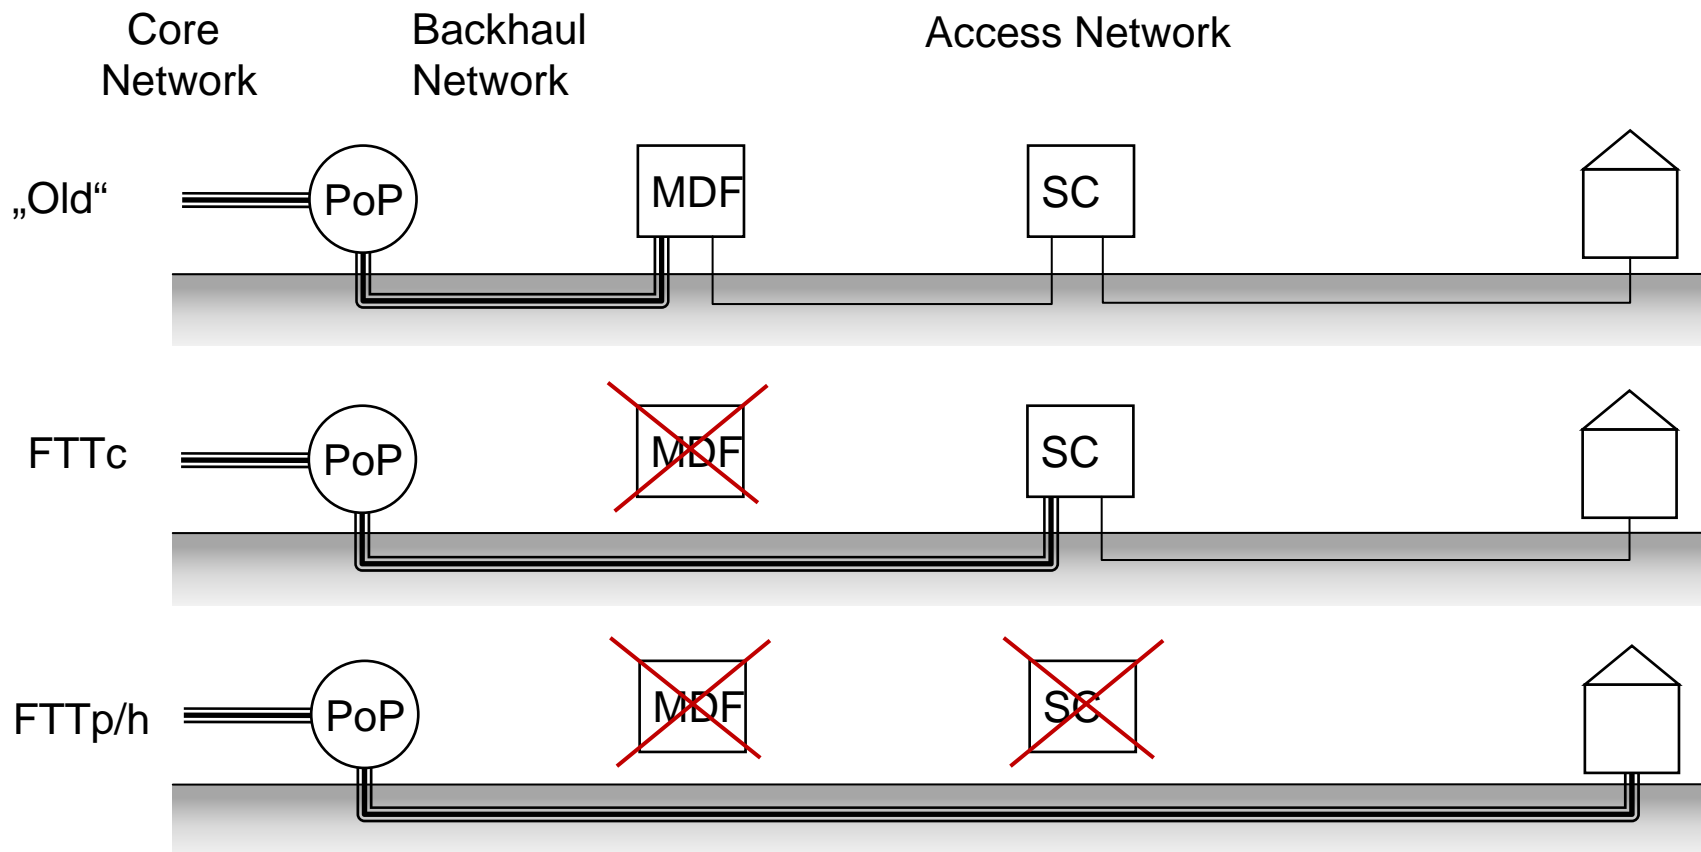 Core
Network
Backhaul
Network
Access Network
„Old“
PoP
MDF
SC
FTTc
PoP
MDF
SC
FTTp/h
PoP
MDF
SC